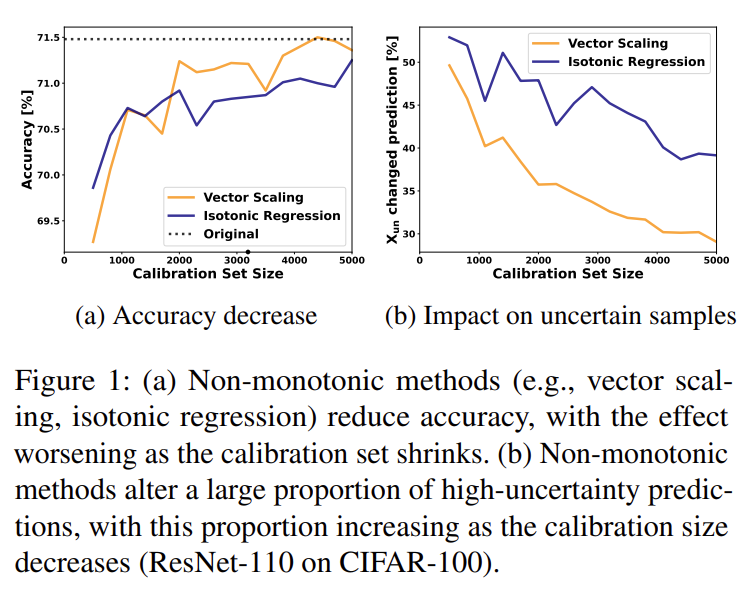 71.5
71.0
70.5
70.0
69.5
Accuracy [%]
Vector Scaling
Isotonic Regression
Original
0 1000 2000 3000 4000 5000
Calibration Set Size
(a) Accuracy decrease
50
45
40
35
30
Xun changed prediction [%]
Vector Scaling
Isotonic Regression
0 1000 2000 3000 4000 5000
Calibration Set Size
(b) Impact on uncertain samples
Figure 1: (a) Non-monotonic methods (e.g., vector scal-
ing, isotonic regression) reduce accuracy, with the effect
worsening as the calibration set shrinks. (b) Non-monotonic
methods alter a large proportion of high-uncertainty predic-
tions, with this proportion increasing as the calibration size
decreases (ResNet-110 on CIFAR-100).